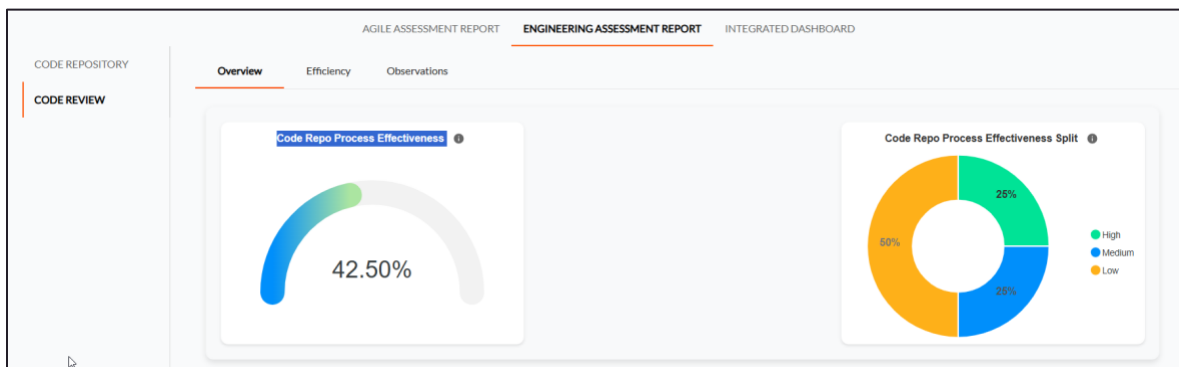 AGILE ASSESSMENT REPORT
ENGINEERING ASSESSMENT REPORT
INTEGRATED DASHBOARD
CODE REPOSITORY
CODE REVIEW
Overview
Efficiency
Observations
Code Repo Process Effectiveness
42.50%
Code Repo Process Effectiveness Split
25%
50%
25%
High
Medium
Low